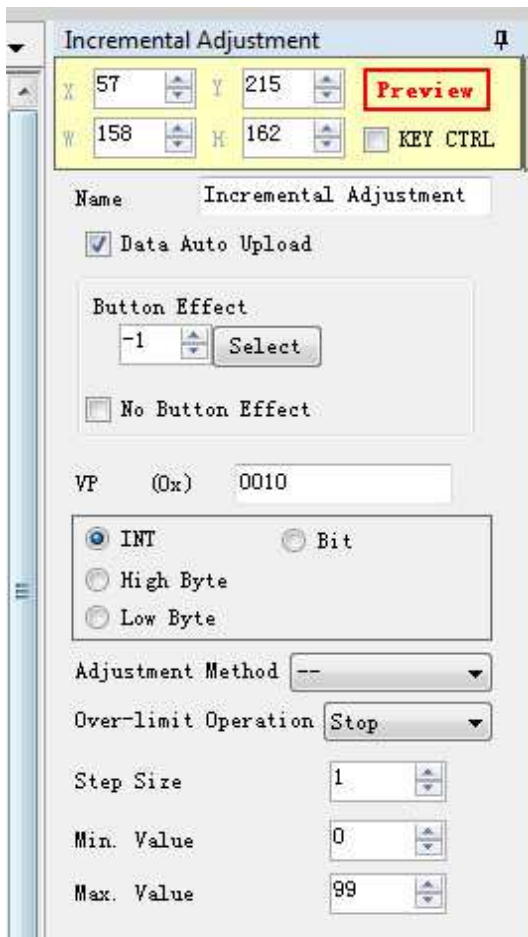 Incremental Adjustment
X 57 Y 215 Preview
W 158 H 162 KEY CTRL
Name Incremental Adjustment
Data Auto Upload
Button Effect
-1 Select
No Button Effect
VP (0x) 0010
INT Bit
High Byte
Low Byte
Adjustment Method --
Over-limit Operation Stop
Step Size 1
Min. Value 0
Max. Value 99